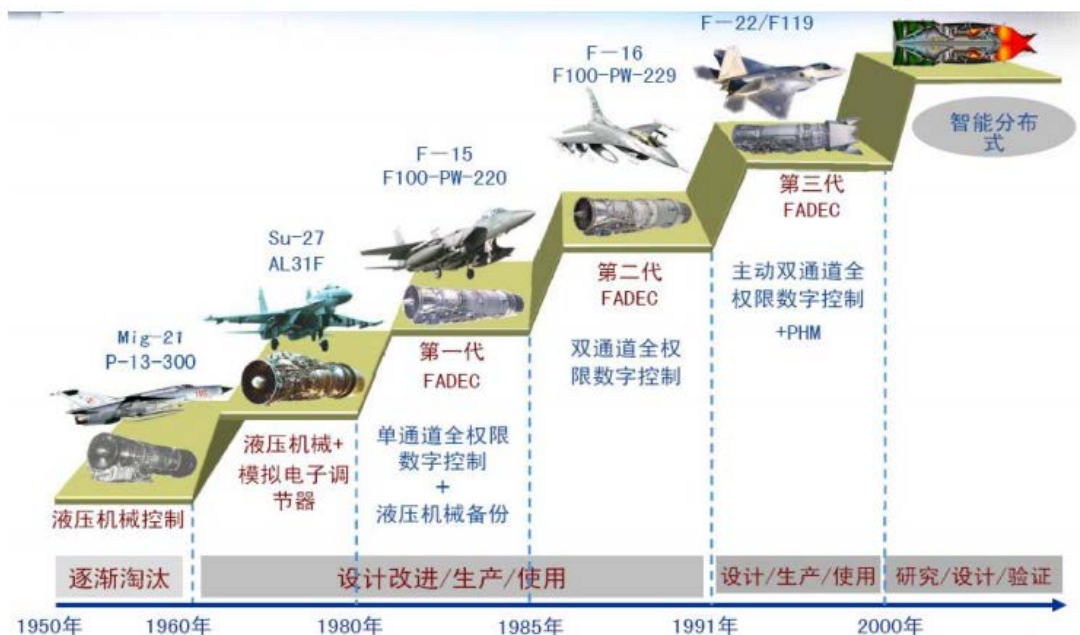 Mig-21
P-13-300
液压机械控制
Su-27
AL31F
液压机械+
模拟电子调
节器
F-15
F100-PW-220
第一代
FADEC
单通道全权限
数字控制
+
液压机械备份
F-16
F100-PW-229
第二代
FADEC
双通道全权
限数字控制
F-22/F119
第三代
FADEC
主动双通道全
权限数字控制
+PHM
智能分布
式
逐渐淘汰
设计改进/生产/使用
设计/生产/使用
研究/设计/验证
1950年
1960年
1980年
1985年
1991年
2000年